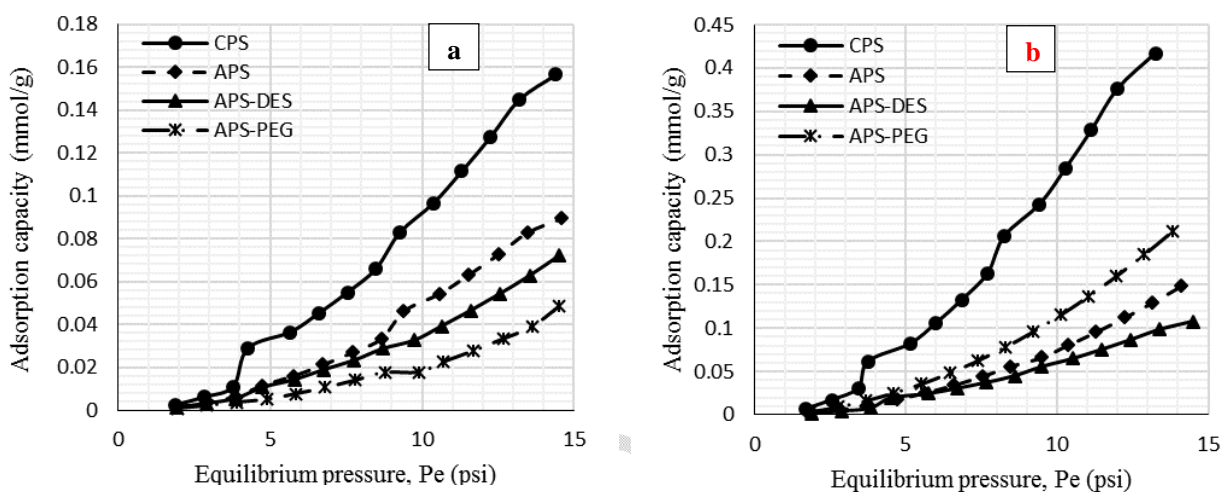 Adsorption capacity (mmol/g)
0.18
0.16
0.14
0.12
0.1
0.08
0.06
0.04
0.02
0
CPS
APS
APS-DES
APS-PEG
a
0
5
10
15
Equilibrium pressure, Pe (psi)
Adsorption capacity (mmol/g)
0.45
0.4
0.35
0.3
0.25
0.2
0.15
0.1
0.05
0
CPS
APS
APS-DES
APS-PEG
b
0
5
10
15
Equilibrium pressure, Pe (psi)